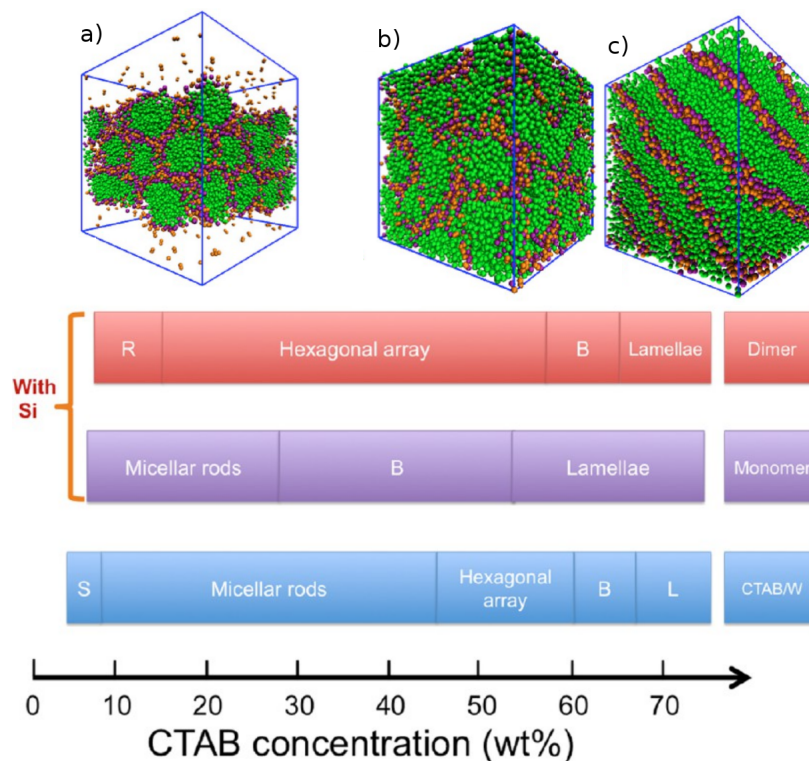 a)
b)
c)
With
Si
R
Hexagonal array
B
Lamellae
Dimer
Micellar rods
B
Lamellae
Monomer
S
Micellar rods
Hexagonal
array
B
L
CTAB/W
0 10 20 30 40 50 60 70
CTAB concentration (wt%)